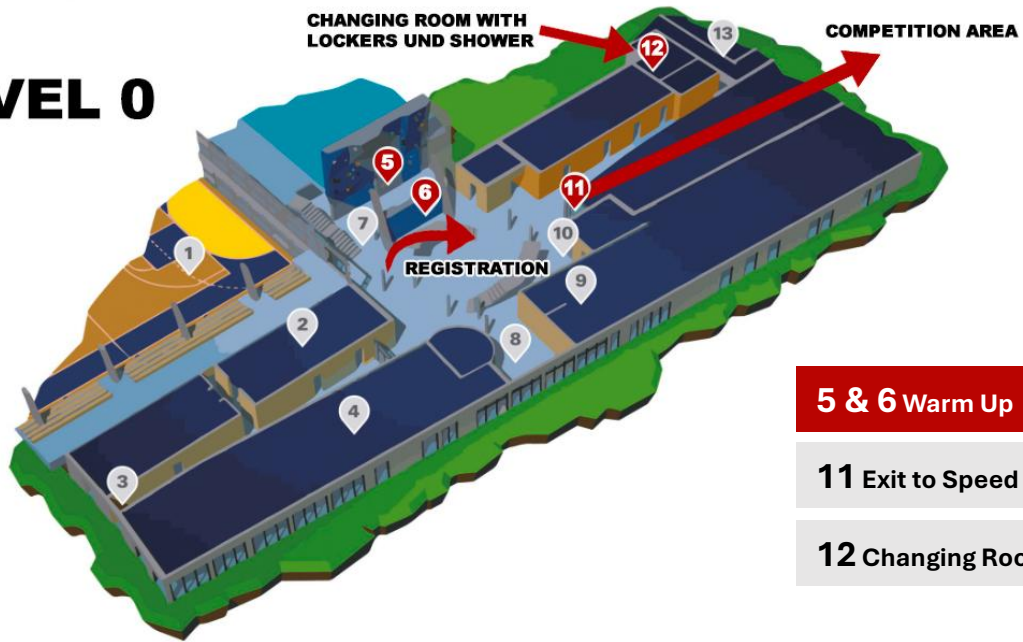 CHANGING ROOM WITH
LOCKERS UND SHOWER
COMPETITION AREA
VEL 0
13
12
5
6
11
7
10
1
REGISTRATION
9
2
8
4
3
5 & 6 Warm Up
11 Exit to Speed
12 Changing Roo